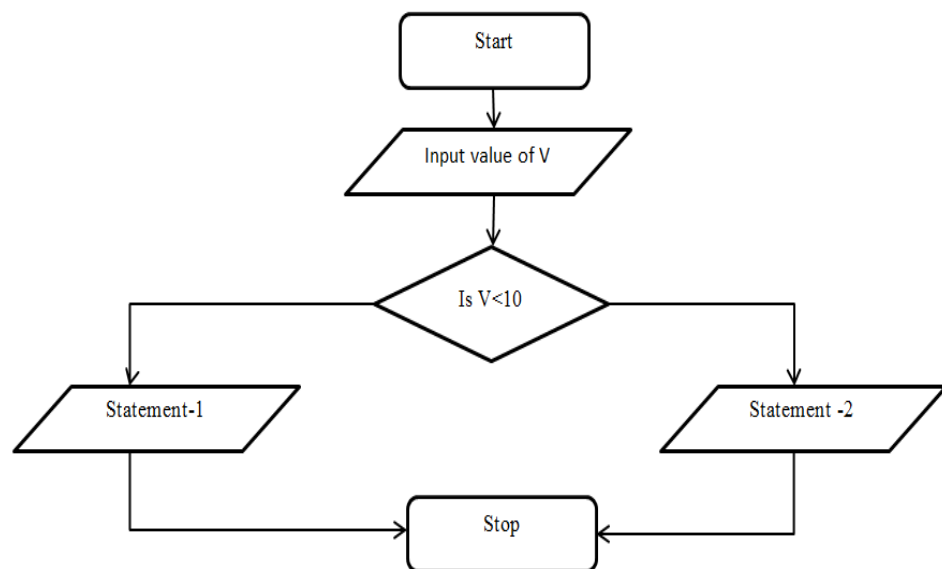 Start
Input value of V
Is V<10
Statement-1
Statement -2
Stop